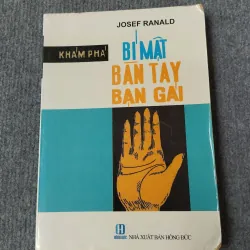 JOSEF RANALD
KHÁM PHÁ
BÍ MẬT
BÀN TAY
BẠN GÁI
NHÀ XUẤT BẢN HỒNG ĐỨC